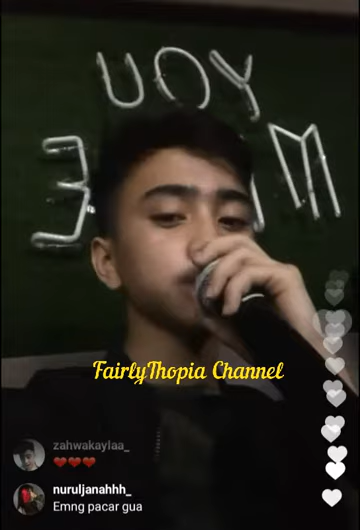 YOU
FairlyThopia Channel
zahwakaylaa_
❤️❤️❤️
nuruljanahhh_
Emng pacar gua